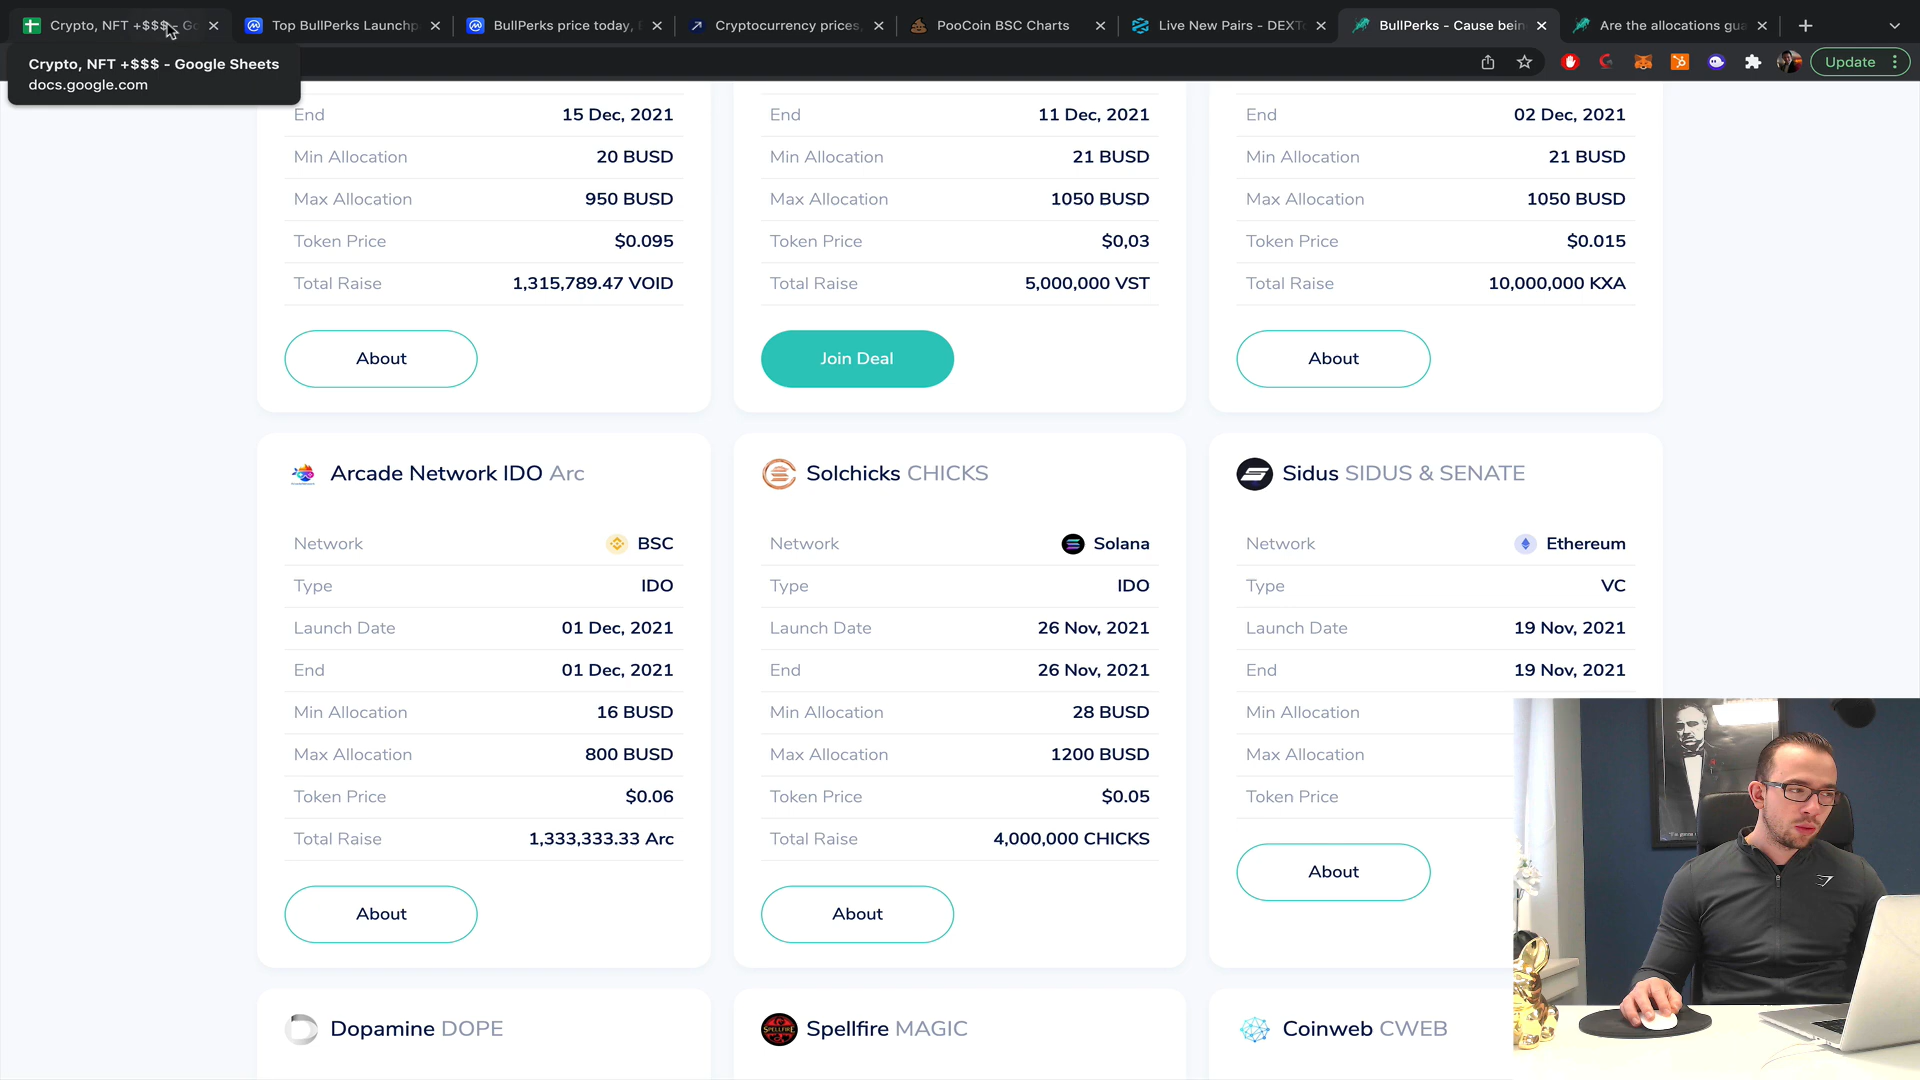 Crypto, NFT +$$$ - Go
Top BullPerks Launchp
BullPerks price today,
Cryptocurrency prices,
PooCoin BSC Charts
Live New Pairs - DEXT
BullPerks - Cause bein
Are the allocations gua
Crypto, NFT +$$$ - Google Sheets
docs.google.com
Update
End 15 Dec, 2021
Min Allocation 20 BUSD
Max Allocation 950 BUSD
Token Price $0.095
Total Raise 1,315,789.47 VOID
About
End 11 Dec, 2021
Min Allocation 21 BUSD
Max Allocation 1050 BUSD
Token Price $0,03
Total Raise 5,000,000 VST
Join Deal
End 02 Dec, 2021
Min Allocation 21 BUSD
Max Allocation 1050 BUSD
Token Price $0.015
Total Raise 10,000,000 KXA
About
Arcade Network IDO Arc
Network BSC
Type IDO
Launch Date 01 Dec, 2021
End 01 Dec, 2021
Min Allocation 16 BUSD
Max Allocation 800 BUSD
Token Price $0.06
Total Raise 1,333,333.33 Arc
About
Solchicks CHICKS
Network Solana
Type IDO
Launch Date 26 Nov, 2021
End 26 Nov, 2021
Min Allocation 28 BUSD
Max Allocation 1200 BUSD
Token Price $0.05
Total Raise 4,000,000 CHICKS
About
Sidus SIDUS & SENATE
Network Ethereum
Type VC
Launch Date 19 Nov, 2021
End 19 Nov, 2021
Min Allocation
Max Allocation
Token Price
About
Dopamine DOPE
SPELLFIRE
Spellfire MAGIC
Coinweb CWEB